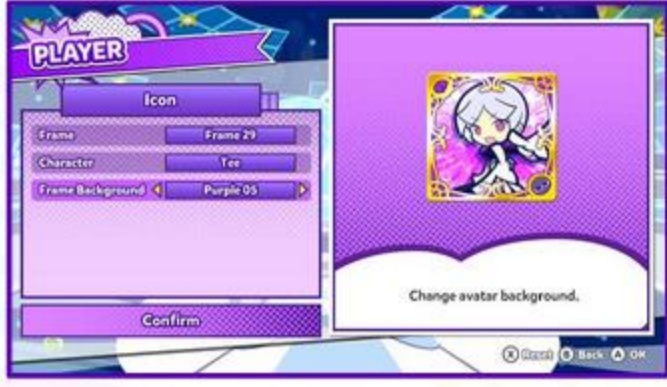 PLAYER
Icon
Frame Frame 29
Character Tee
Frame Background Purple 05
Confirm
Change avatar background.
X Reset B Back A OK